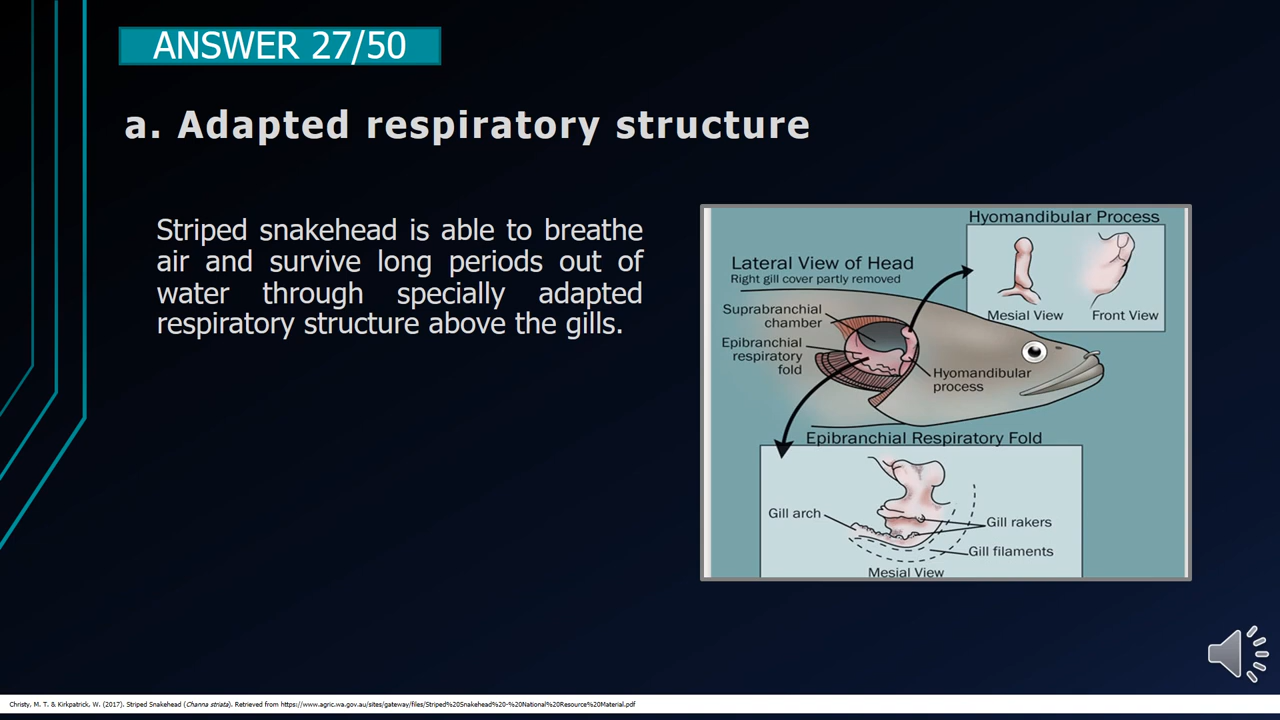 ANSWER 27/50
a. Adapted respiratory structure
Striped snakehead is able to breathe
air and survive long periods out of
water through specially adapted
respiratory structure above the gills.
Hyomandibular Process
Mesial View
Front View
Lateral View of Head
Right gill cover partly removed
Suprabranchial
chamber
Epibranchial
respiratory
fold
Hyomandibular
process
Epibranchial Respiratory Fold
Gill arch
Gill rakers
Gill filaments
Mesial View
Christy, M. T. & Kirkpatrick, W. (2017). Striped Snakehead (Channa striata). Retrieved from https://www.agric.wa.gov.au/sites/gateway/files/Striped%20Snakehead%20-%20National%20Resource%20Material.pdf